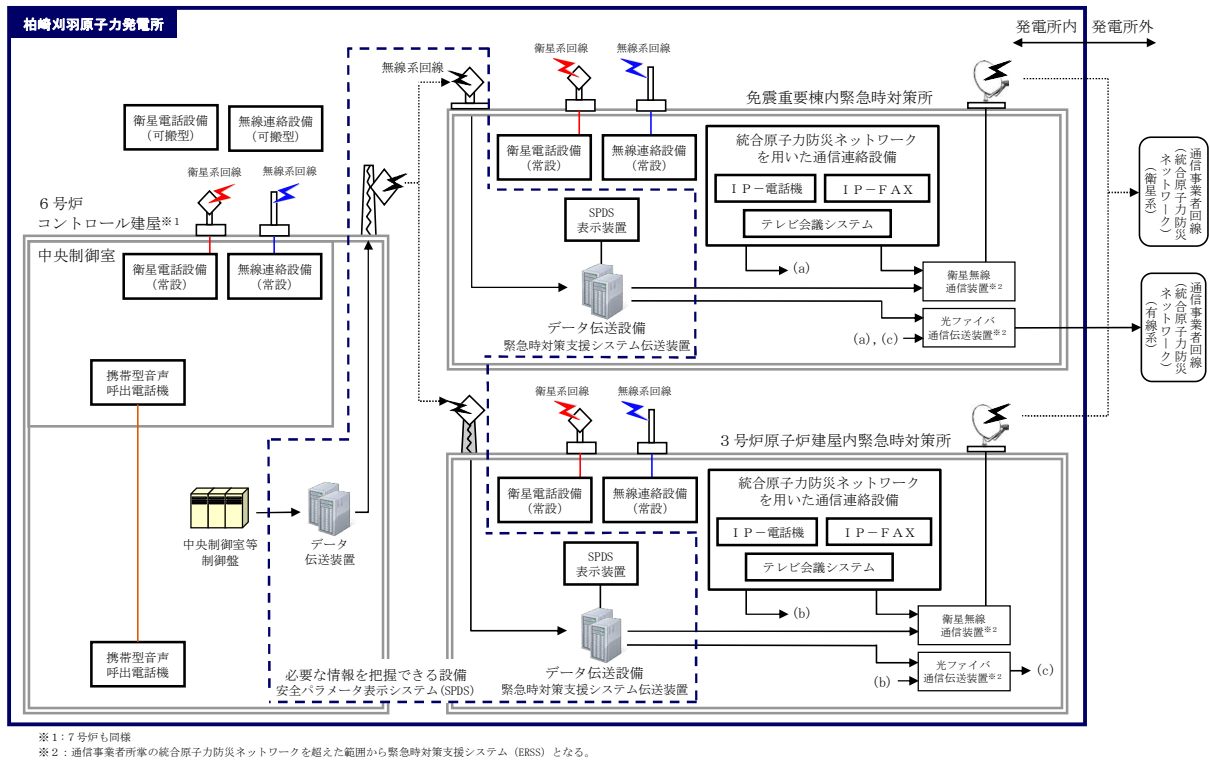 柏崎刈羽原子力発電所
発電所内
発電所外
無線系回線
衛星系回線
無線系回線
免震重要棟内緊急時対策所
衛星電話設備
(可搬型)
無線連絡設備
(可搬型)
衛星系回線
無線系回線
6号炉
コントロール建屋※1
中央制御室
衛星電話設備
(常設)
無線連絡設備
(常設)
携帯型音声
呼出電話機
中央制御室等
制御盤
データ
伝送装置
携帯型音声
呼出電話機
必要な情報を把握できる設備
安全パラメータ表示システム(SPDS)
衛星電話設備
(常設)
無線連絡設備
(常設)
統合原子力防災ネットワーク
を用いた通信連絡設備
IP-電話機
IP-FAX
テレビ会議システム
SPDS
表示装置
(a)
衛星無線
通信装置※2
データ伝送設備
緊急時対策支援システム伝送装置
光ファイバ
通信伝送装置※2
(a),(c)
通信事業者回線
(統合原子力防災
ネットワーク)
(衛星系)
通信事業者回線
(統合原子力防災
ネットワーク)
(有線系)
衛星系回線
無線系回線
3号炉原子炉建屋内緊急時対策所
衛星電話設備
(常設)
無線連絡設備
(常設)
統合原子力防災ネットワーク
を用いた通信連絡設備
IP-電話機
IP-FAX
テレビ会議システム
SPDS
表示装置
(b)
衛星無線
通信装置※2
データ伝送設備
緊急時対策支援システム伝送装置
光ファイバ
通信伝送装置※2
(b)
(c)
※1:7号炉も同様
※2:通信事業者所掌の統合原子力防災ネットワークを超えた範囲から緊急時対策支援システム(ERSS)となる。